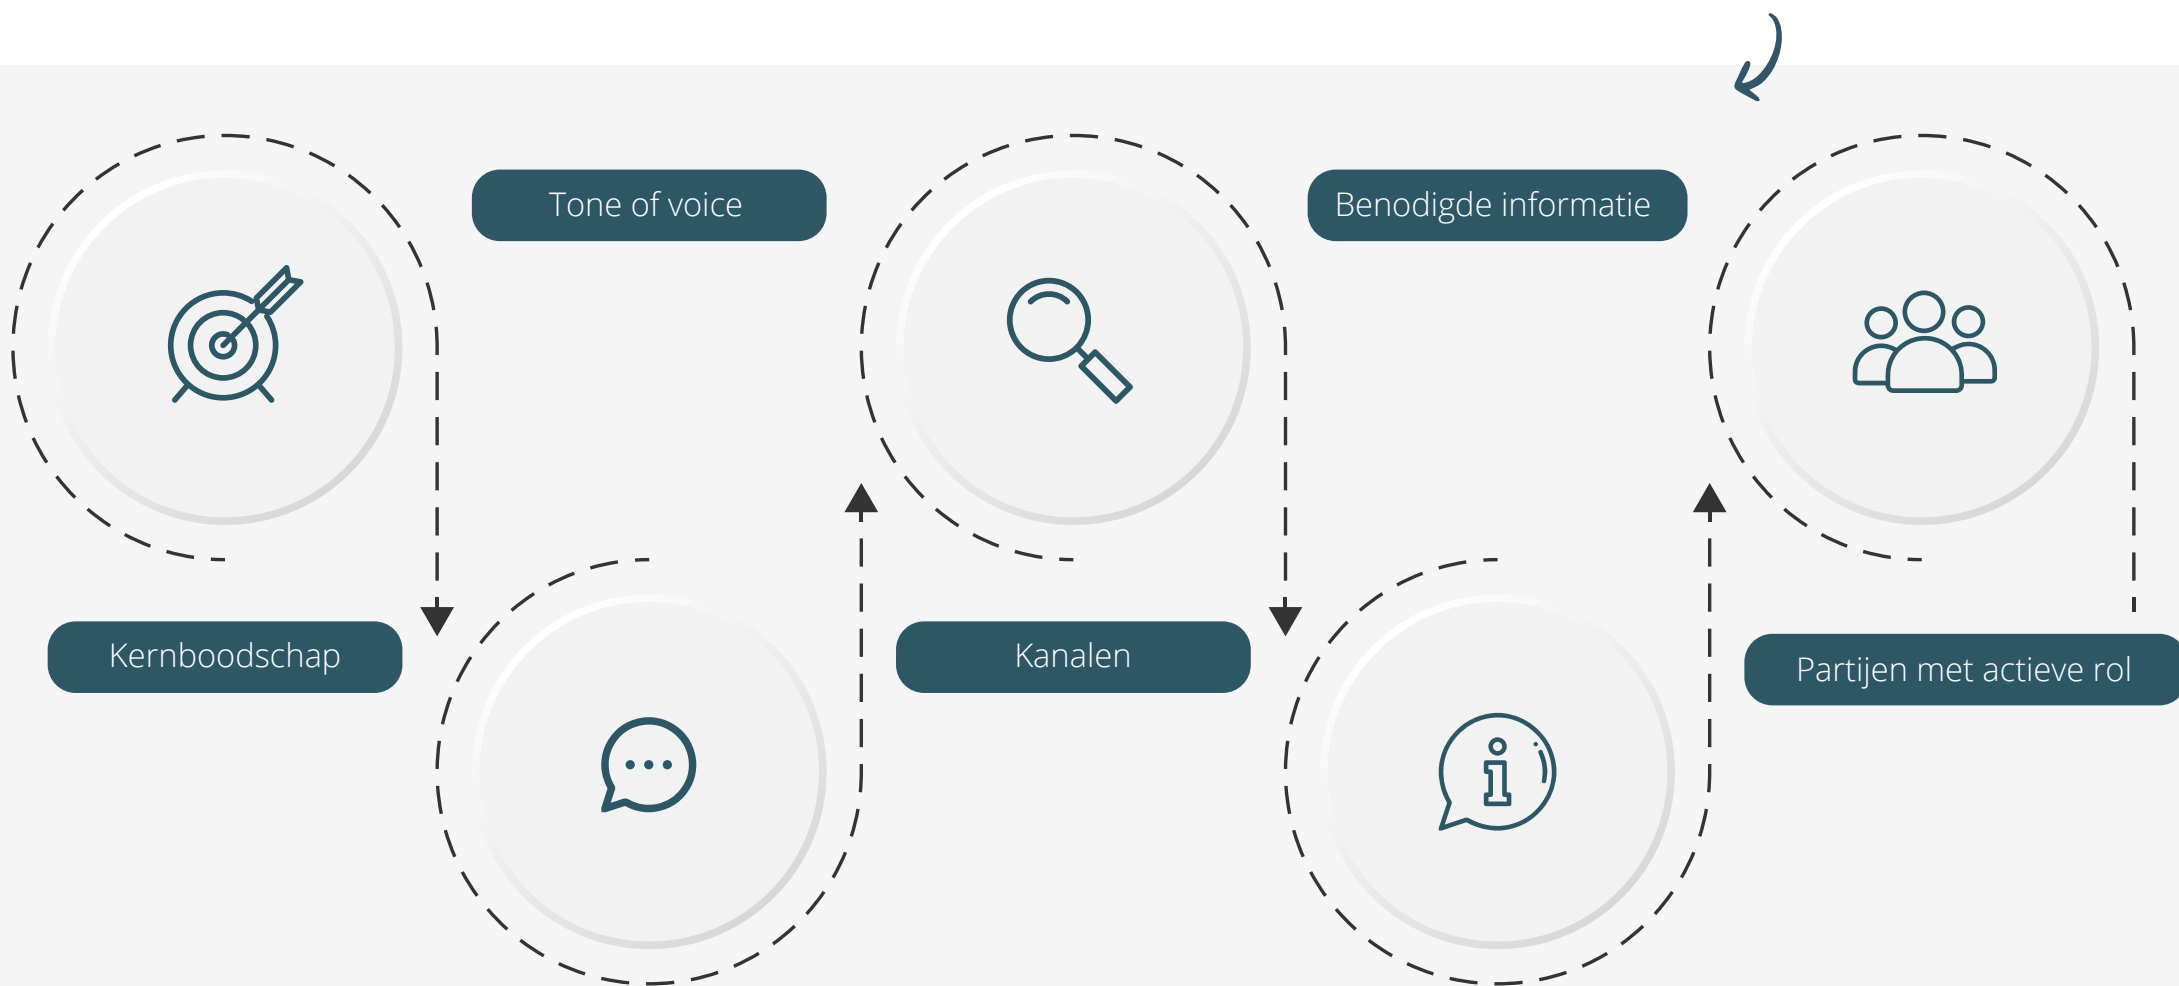 Tone of voice
Benodigde informatie
Kernboodschap
Kanalen
Partijen met actieve rol